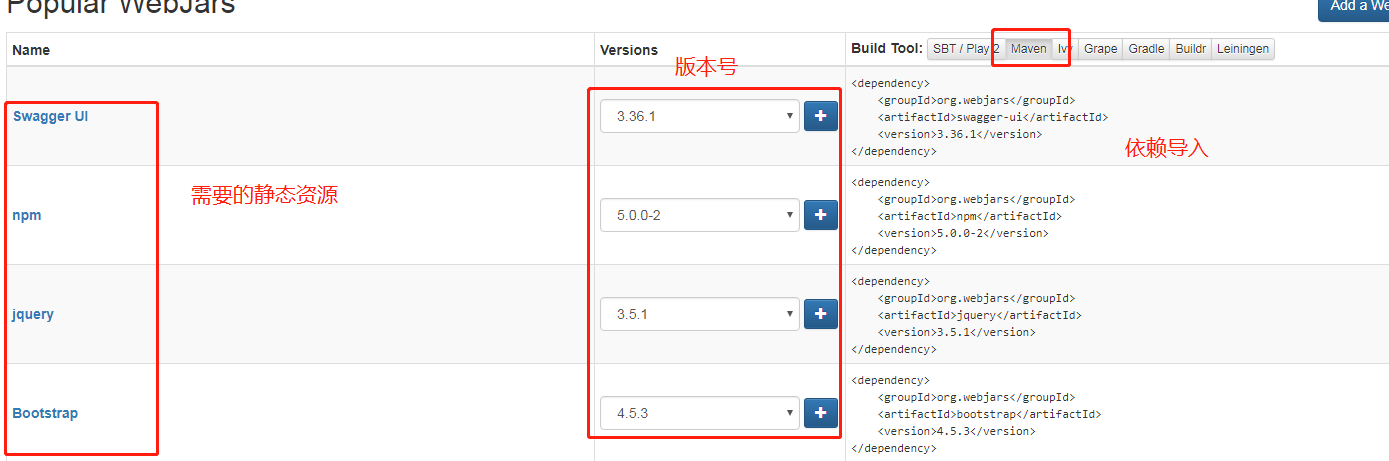 Popular WebJars
Add a We
Name
Versions
Build Tool: SBT / Play 2 Maven Ivy Grape Gradle Buildr Leiningen
版本号
Swagger UI
3.36.1
<dependency>
<groupId>org.webjars</groupId>
<artifactId>swagger-ui</artifactId>
<version>3.36.1</version>
</dependency>
依赖导入
需要的静态资源
npm
5.0.0-2
<dependency>
<groupId>org.webjars</groupId>
<artifactId>npm</artifactId>
<version>5.0.0-2</version>
</dependency>
jquery
3.5.1
<dependency>
<groupId>org.webjars</groupId>
<artifactId>jquery</artifactId>
<version>3.5.1</version>
</dependency>
Bootstrap
4.5.3
<dependency>
<groupId>org.webjars</groupId>
<artifactId>bootstrap</artifactId>
<version>4.5.3</version>
</dependency>